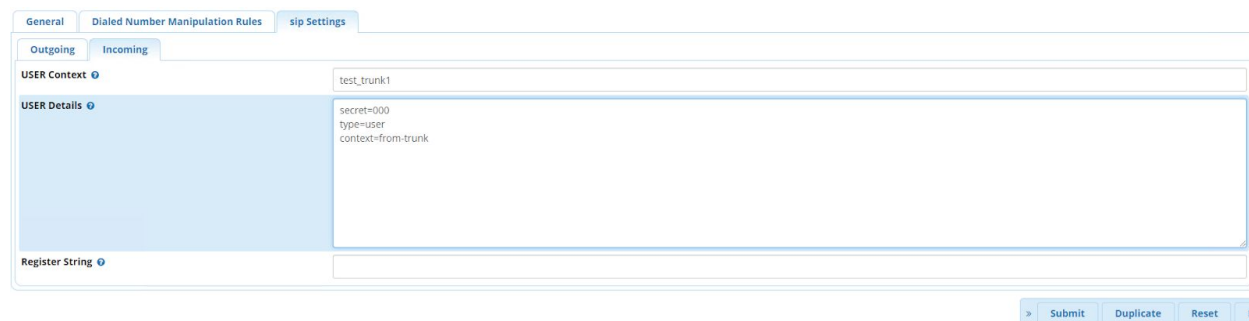 General Dialed Number Manipulation Rules sip Settings
Outgoing Incoming
USER Context
test_trunk1
USER Details
secret=000
type=user
context=from-trunk
Register String
» Submit Duplicate Reset